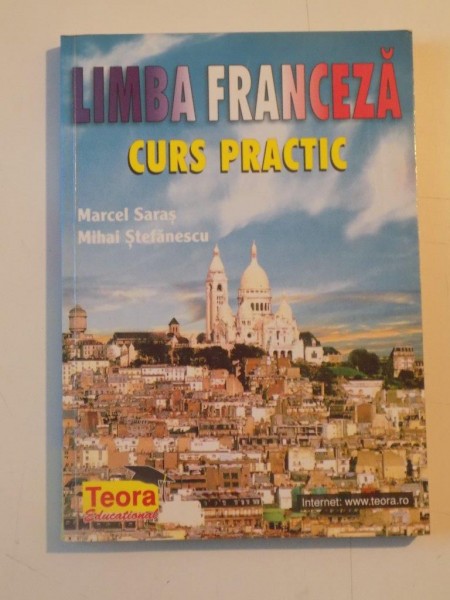 LIMBA FRANCEZĂ
CURS PRACTIC
Marcel Saraș
Mihai Ștefănescu
Teora
Educational
Internet: www.teora.ro